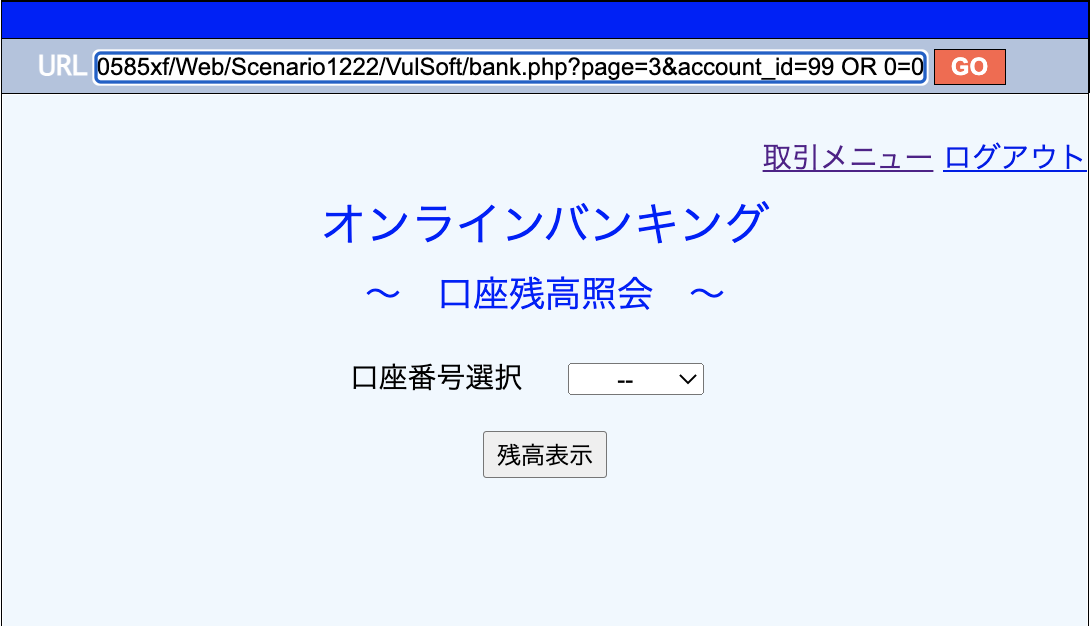 URL 0585xf/Web/Scenario1222/VulSoft/bank.php?page=3&account_id=99 OR 0=0 GO
取引メニュー ログアウト
オンラインバンキング
～　口座残高照会　～
口座番号選択 --
残高表示